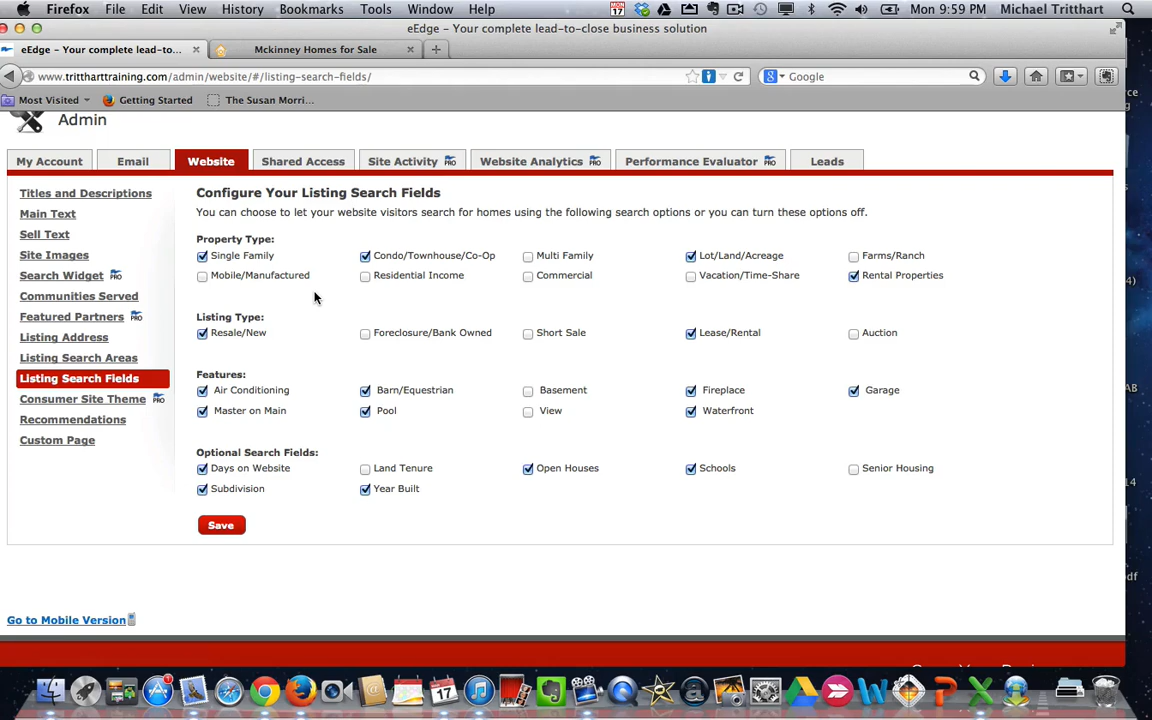 Firefox File Edit View History Bookmarks Tools Window Help MON 17 Mon 9:59 PM Michael Tritthart
eEdge – Your complete lead-to-close business solution
eEdge – Your complete lead-to... Mckinney Homes for Sale
www.trittharttraining.com/admin/website/#/listing-search-fields/ Google
Most Visited Getting Started The Susan Morri...
Admin
My Account Email Website Shared Access Site Activity PRO Website Analytics PRO Performance Evaluator PRO Leads
Titles and Descriptions
Main Text
Sell Text
Site Images
Search Widget PRO
Communities Served
Featured Partners PRO
Listing Address
Listing Search Areas
Listing Search Fields
Consumer Site Theme PRO
Recommendations
Custom Page
Configure Your Listing Search Fields
You can choose to let your website visitors search for homes using the following search options or you can turn these options off.
Property Type:
Single Family Condo/Townhouse/Co-Op Multi Family Lot/Land/Acreage Farms/Ranch
Mobile/Manufactured Residential Income Commercial Vacation/Time-Share Rental Properties
Listing Type:
Resale/New Foreclosure/Bank Owned Short Sale Lease/Rental Auction
Features:
Air Conditioning Barn/Equestrian Basement Fireplace Garage
Master on Main Pool View Waterfront
Optional Search Fields:
Days on Website Land Tenure Open Houses Schools Senior Housing
Subdivision Year Built
Save
Go to Mobile Version
17